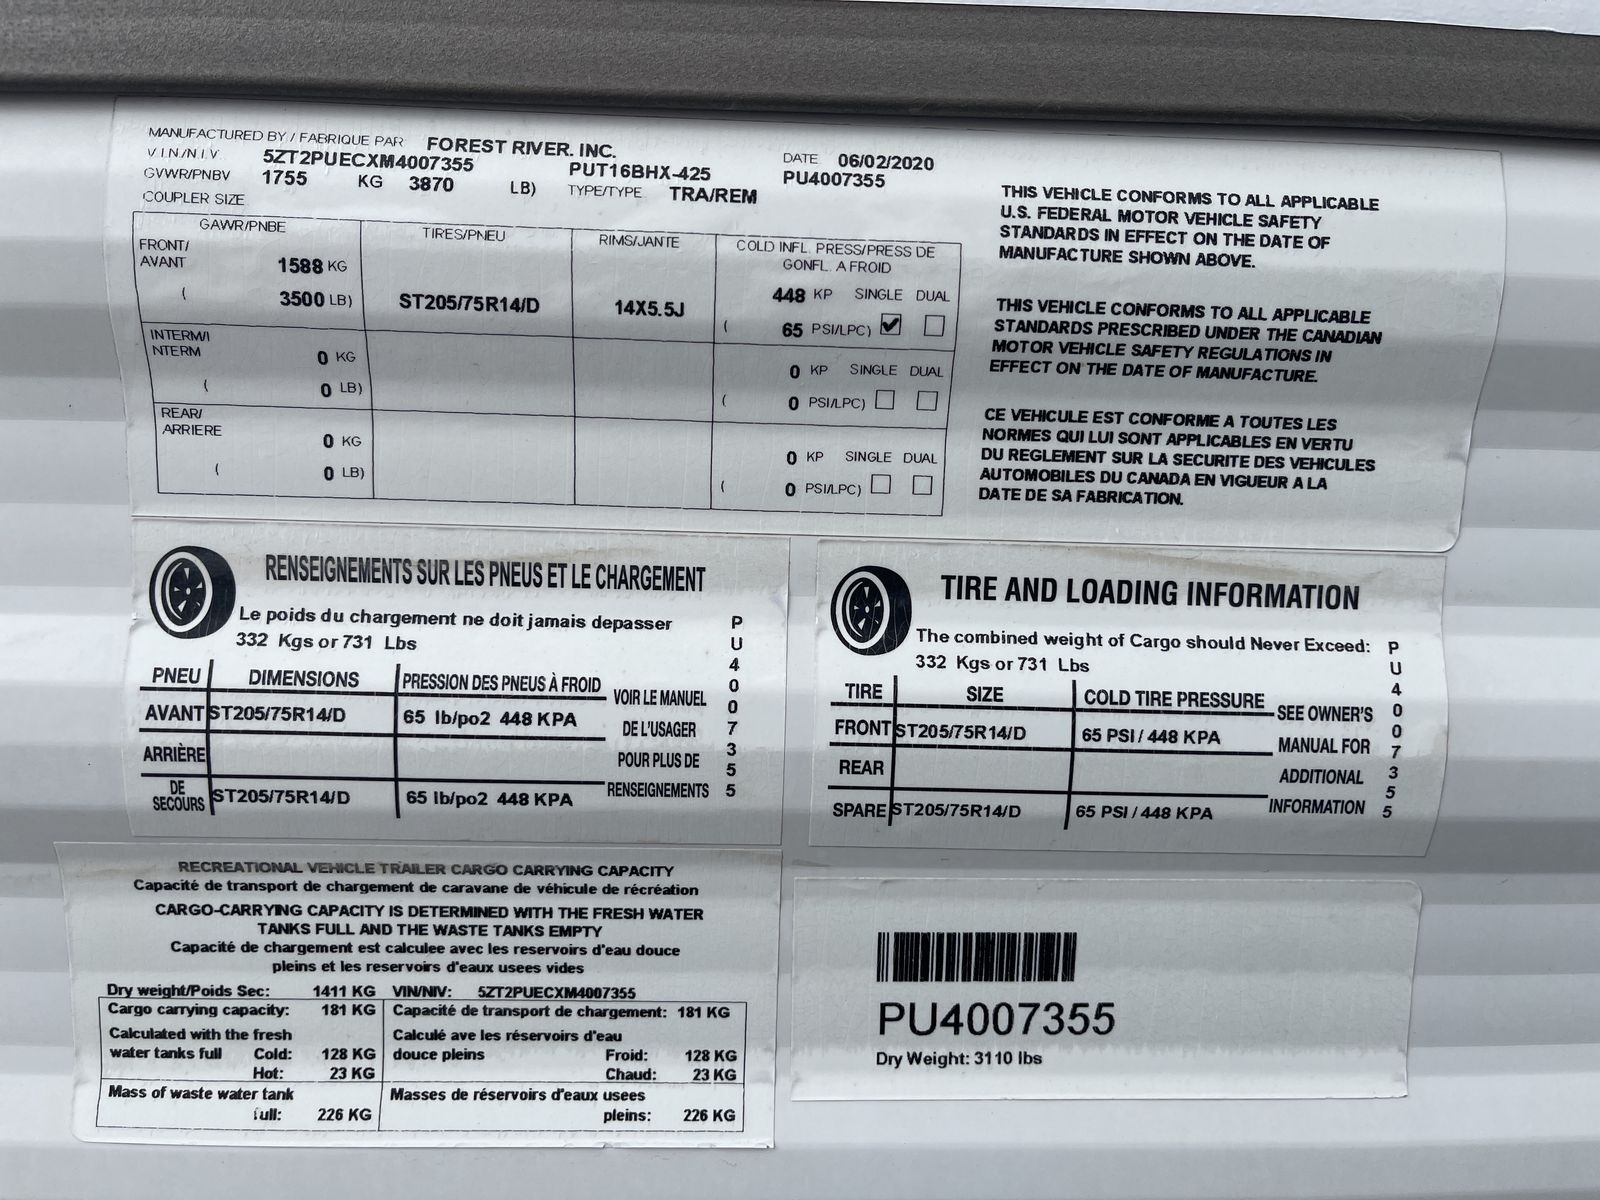 MANUFACTURED BY / FABRIQUE PAR FOREST RIVER. INC.
V.I.N/N.I.V 5ZT2PUECXM4007355 PUT16BHX-425 DATE 06/02/2020
GVWR/PNBV 1755 KG 3870 LB) TYPE/TYPE TRA/REM PU4007355
COUPLER SIZE
GAWR/PNBE TIRES/PNEU RIMS/JANTE COLD INFL. PRESS/PRESS DE
GONFL. A FROID
FRONT/
AVANT 1588 KG 448 KP SINGLE DUAL
( 3500 LB) ST205/75R14/D 14X5.5J ( 65 PSI/LPC)
INTERM/I
NTERM 0 KG 0 KP SINGLE DUAL
( 0 LB) ( 0 PSI/LPC)
REAR/
ARRIERE 0 KG 0 KP SINGLE DUAL
( 0 LB) ( 0 PSI/LPC)
THIS VEHICLE CONFORMS TO ALL APPLICABLE
U.S. FEDERAL MOTOR VEHICLE SAFETY
STANDARDS IN EFFECT ON THE DATE OF
MANUFACTURE SHOWN ABOVE.
THIS VEHICLE CONFORMS TO ALL APPLICABLE
STANDARDS PRESCRIBED UNDER THE CANADIAN
MOTOR VEHICLE SAFETY REGULATIONS IN
EFFECT ON THE DATE OF MANUFACTURE.
CE VEHICULE EST CONFORME A TOUTES LES
NORMES QUI LUI SONT APPLICABLES EN VERTU
DU REGLEMENT SUR LA SECURITE DES VEHICULES
AUTOMOBILES DU CANADA EN VIGUEUR A LA
DATE DE SA FABRICATION.
RENSEIGNEMENTS SUR LES PNEUS ET LE CHARGEMENT
Le poids du chargement ne doit jamais depasser
332 Kgs or 731 Lbs
PNEU DIMENSIONS PRESSION DES PNEUS À FROID
AVANT ST205/75R14/D 65 lb/po2 448 KPA
ARRIÈRE
DE
SECOURS ST205/75R14/D 65 lb/po2 448 KPA
VOIR LE MANUEL
DE L'USAGER
POUR PLUS DE
RENSEIGNEMENTS
PU4007355
TIRE AND LOADING INFORMATION
The combined weight of Cargo should Never Exceed:
332 Kgs or 731 Lbs
TIRE SIZE COLD TIRE PRESSURE
FRONT ST205/75R14/D 65 PSI / 448 KPA
REAR
SPARE ST205/75R14/D 65 PSI / 448 KPA
SEE OWNER'S
MANUAL FOR
ADDITIONAL
INFORMATION
PU4007355
RECREATIONAL VEHICLE TRAILER CARGO CARRYING CAPACITY
Capacité de transport de chargement de caravane de véhicule de récréation
CARGO-CARRYING CAPACITY IS DETERMINED WITH THE FRESH WATER
TANKS FULL AND THE WASTE TANKS EMPTY
Capacité de chargement est calculee avec les reservoirs d'eau douce
pleins et les reservoirs d'eaux usees vides
Dry weight/Poids Sec: 1411 KG VIN/NIV: 5ZT2PUECXM4007355
Cargo carrying capacity: 181 KG Capacité de transport de chargement: 181 KG
Calculated with the fresh Calculé ave les réservoirs d'eau
water tanks full Cold: 128 KG douce pleins Froid: 128 KG
Hot: 23 KG Chaud: 23 KG
Mass of waste water tank Masses de réservoirs d'eaux usees
full: 226 KG pleins: 226 KG
PU4007355
Dry Weight: 3110 lbs